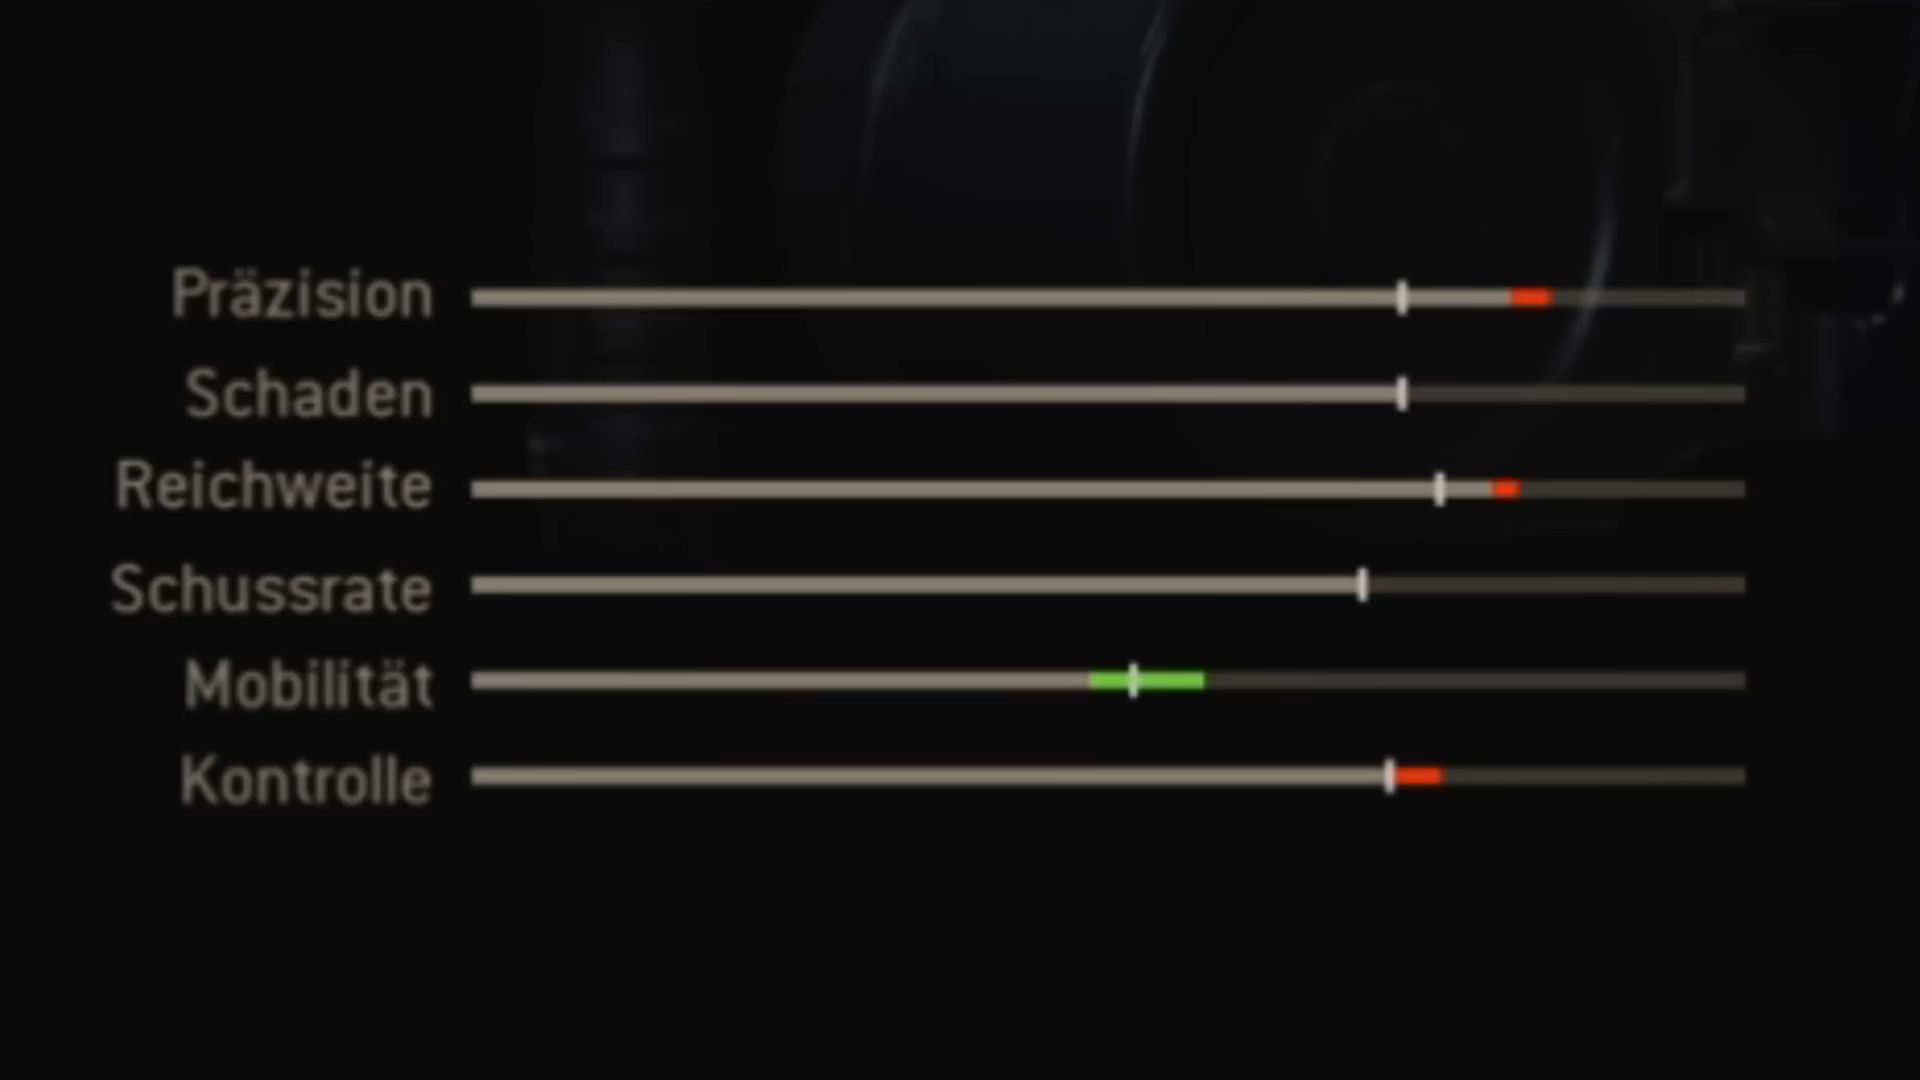 Präzision
Schaden
Reichweite
Schussrate
Mobilität
Kontrolle